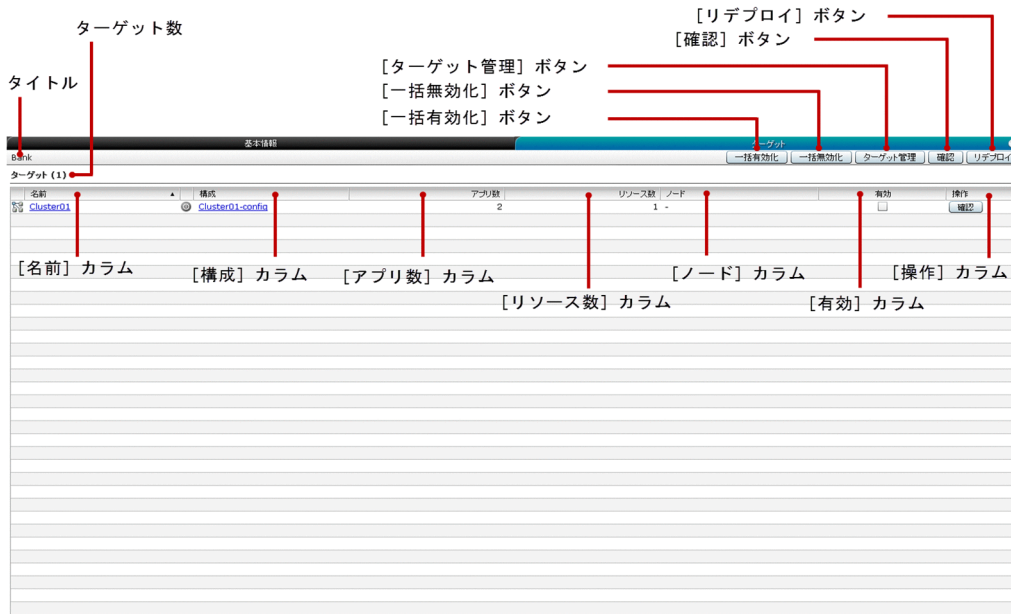 [リデプロイ] ボタン
ターゲット数
[確認] ボタン
[ターゲット管理] ボタン
タイトル
[一括無効化] ボタン
[一括有効化] ボタン
基本情報 ターゲット
Bank 一括有効化 一括無効化 ターゲット管理 確認 リデプロイ
ターゲット (1)
名前 ▲ 構成 アプリ数 リソース数 ノード 有効 操作
Cluster01 Cluster01-config 2 1 - 確認
[名前] カラム [構成] カラム [アプリ数] カラム [ノード] カラム [操作] カラム
[リソース数] カラム [有効] カラム